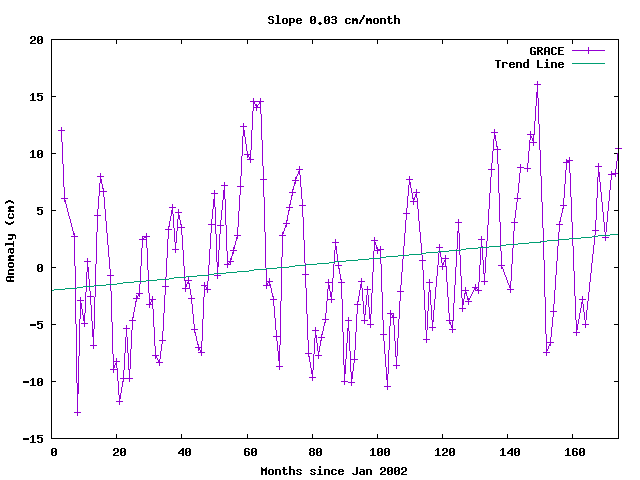 Slope 0.03 cm/month
GRACE
Trend Line
20
15
10
5
0
-5
-10
-15
Anomaly (cm)
0 20 40 60 80 100 120 140 160
Months since Jan 2002